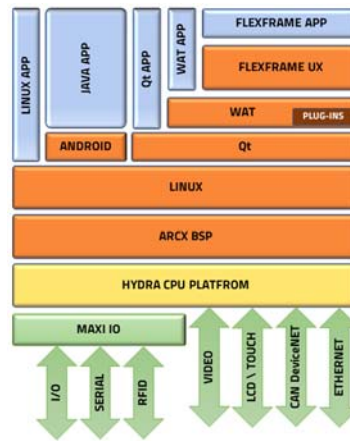 LINUX APP
JAVA APP
Qt APP
WAT APP
FLEXFRAME APP
FLEXFRAME UX
WAT
PLUG-INS
ANDROID
Qt
LINUX
ARCX BSP
HYDRA CPU PLATFROM
MAXI IO
I/O
SERIAL
RFID
VIDEO
LCD \ TOUCH
CAN DeviceNET
ETHERNET